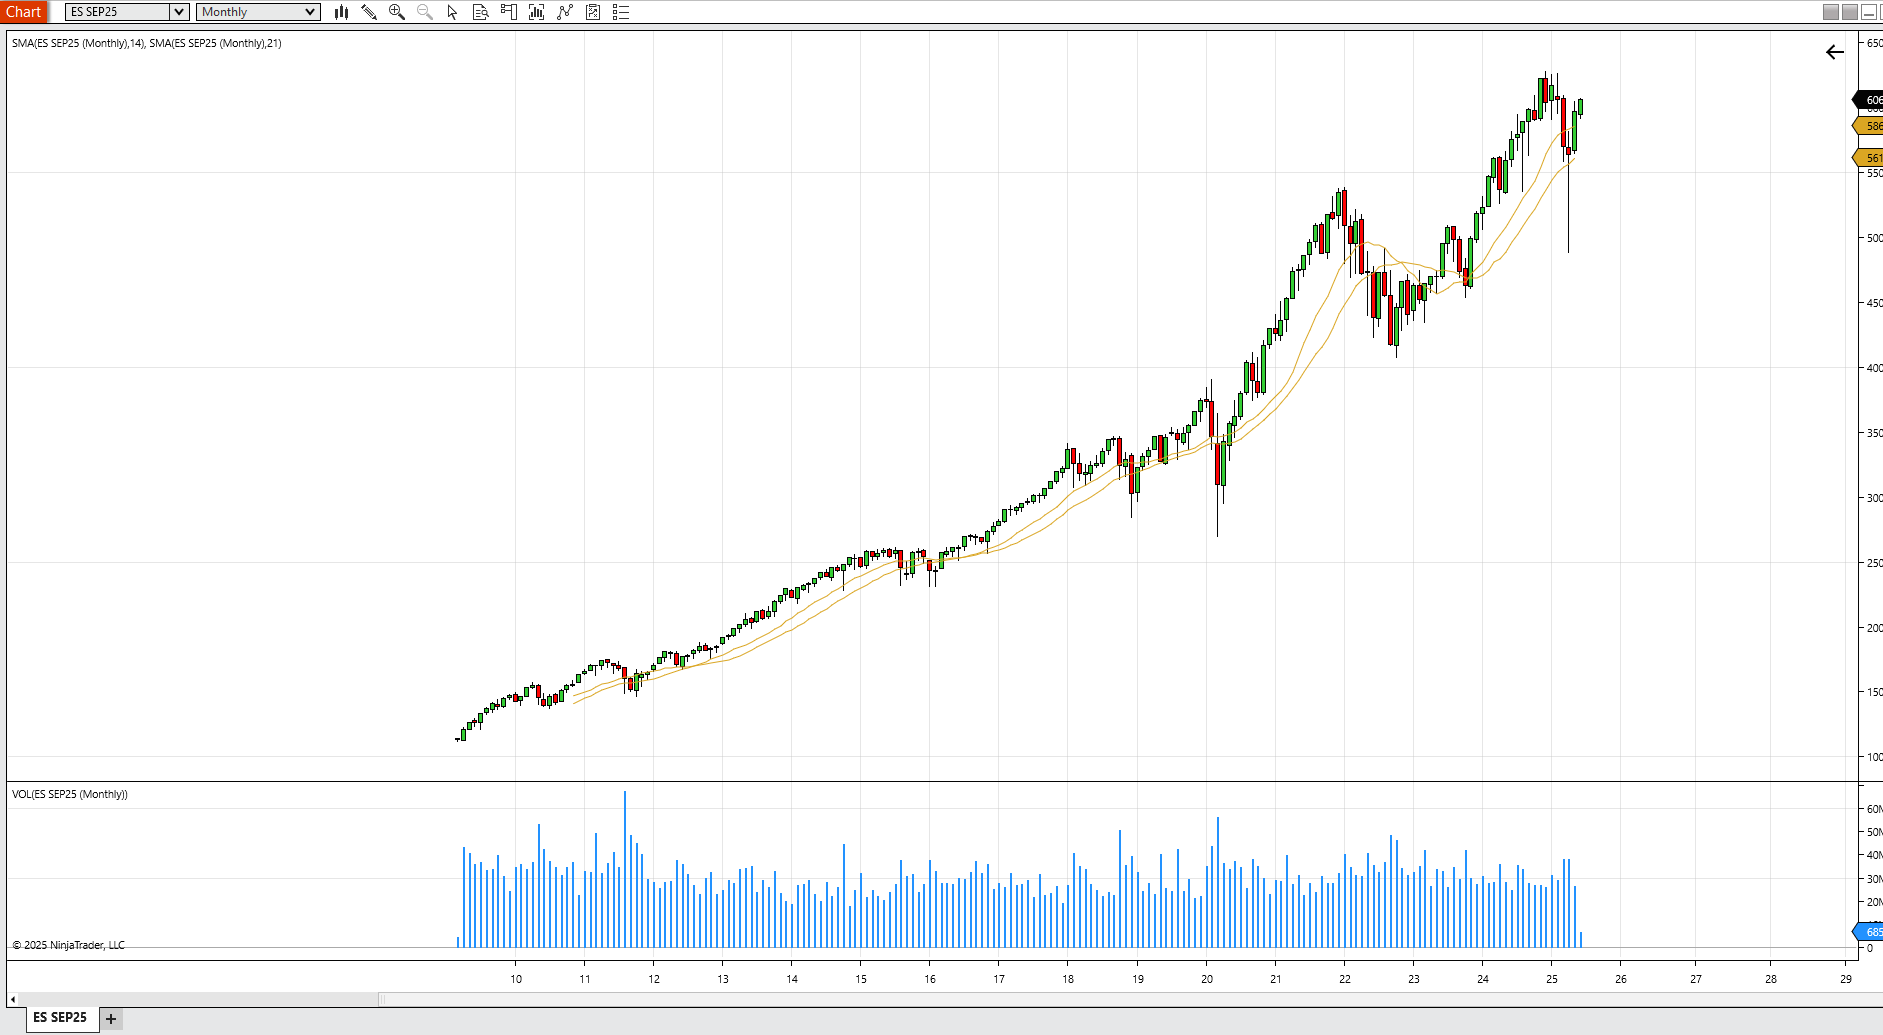 Chart ES SEP25 Monthly
SMA(ES SEP25 (Monthly),14), SMA(ES SEP25 (Monthly),21)
650
606
586
561
550
500
450
400
350
300
250
200
150
100
VOL(ES SEP25 (Monthly))
60M
50M
40M
30M
20M
685
0
© 2025 NinjaTrader, LLC
10 11 12 13 14 15 16 17 18 19 20 21 22 23 24 25 26 27 28 29
ES SEP25 +